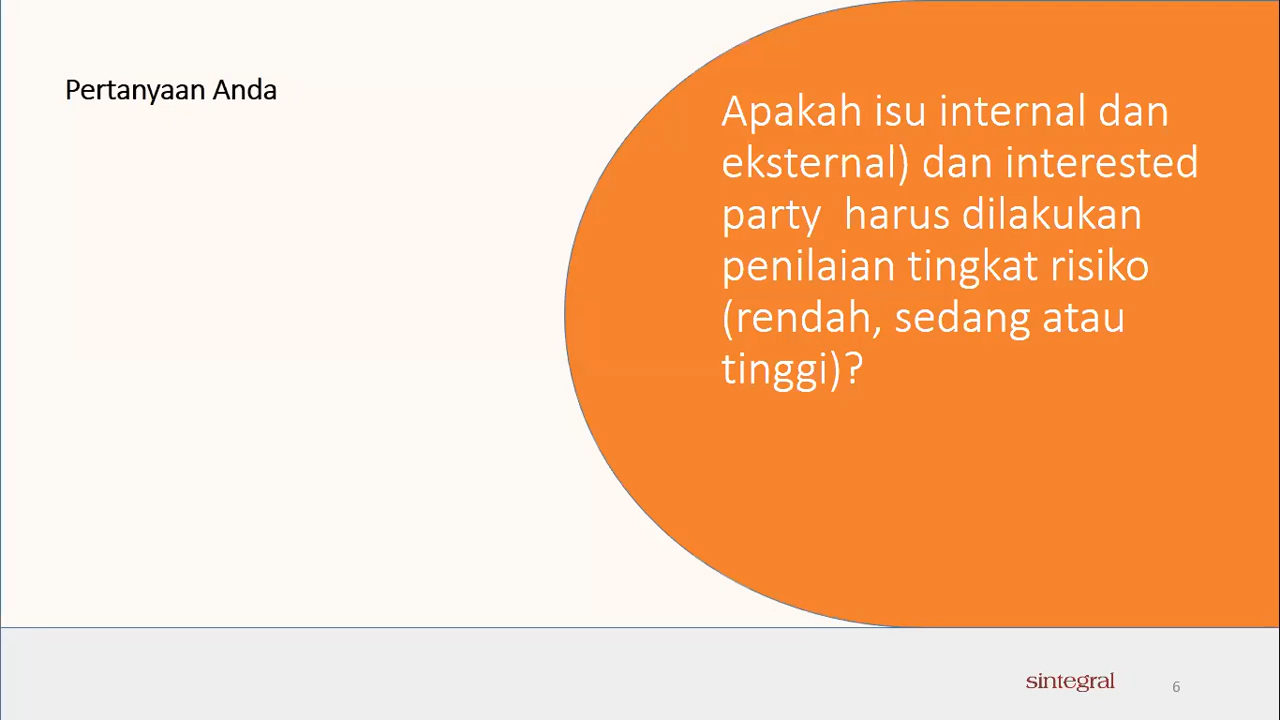 Pertanyaan Anda
Apakah isu internal dan
eksternal) dan interested
party  harus dilakukan
penilaian tingkat risiko
(rendah, sedang atau
tinggi)?
sintegral
6